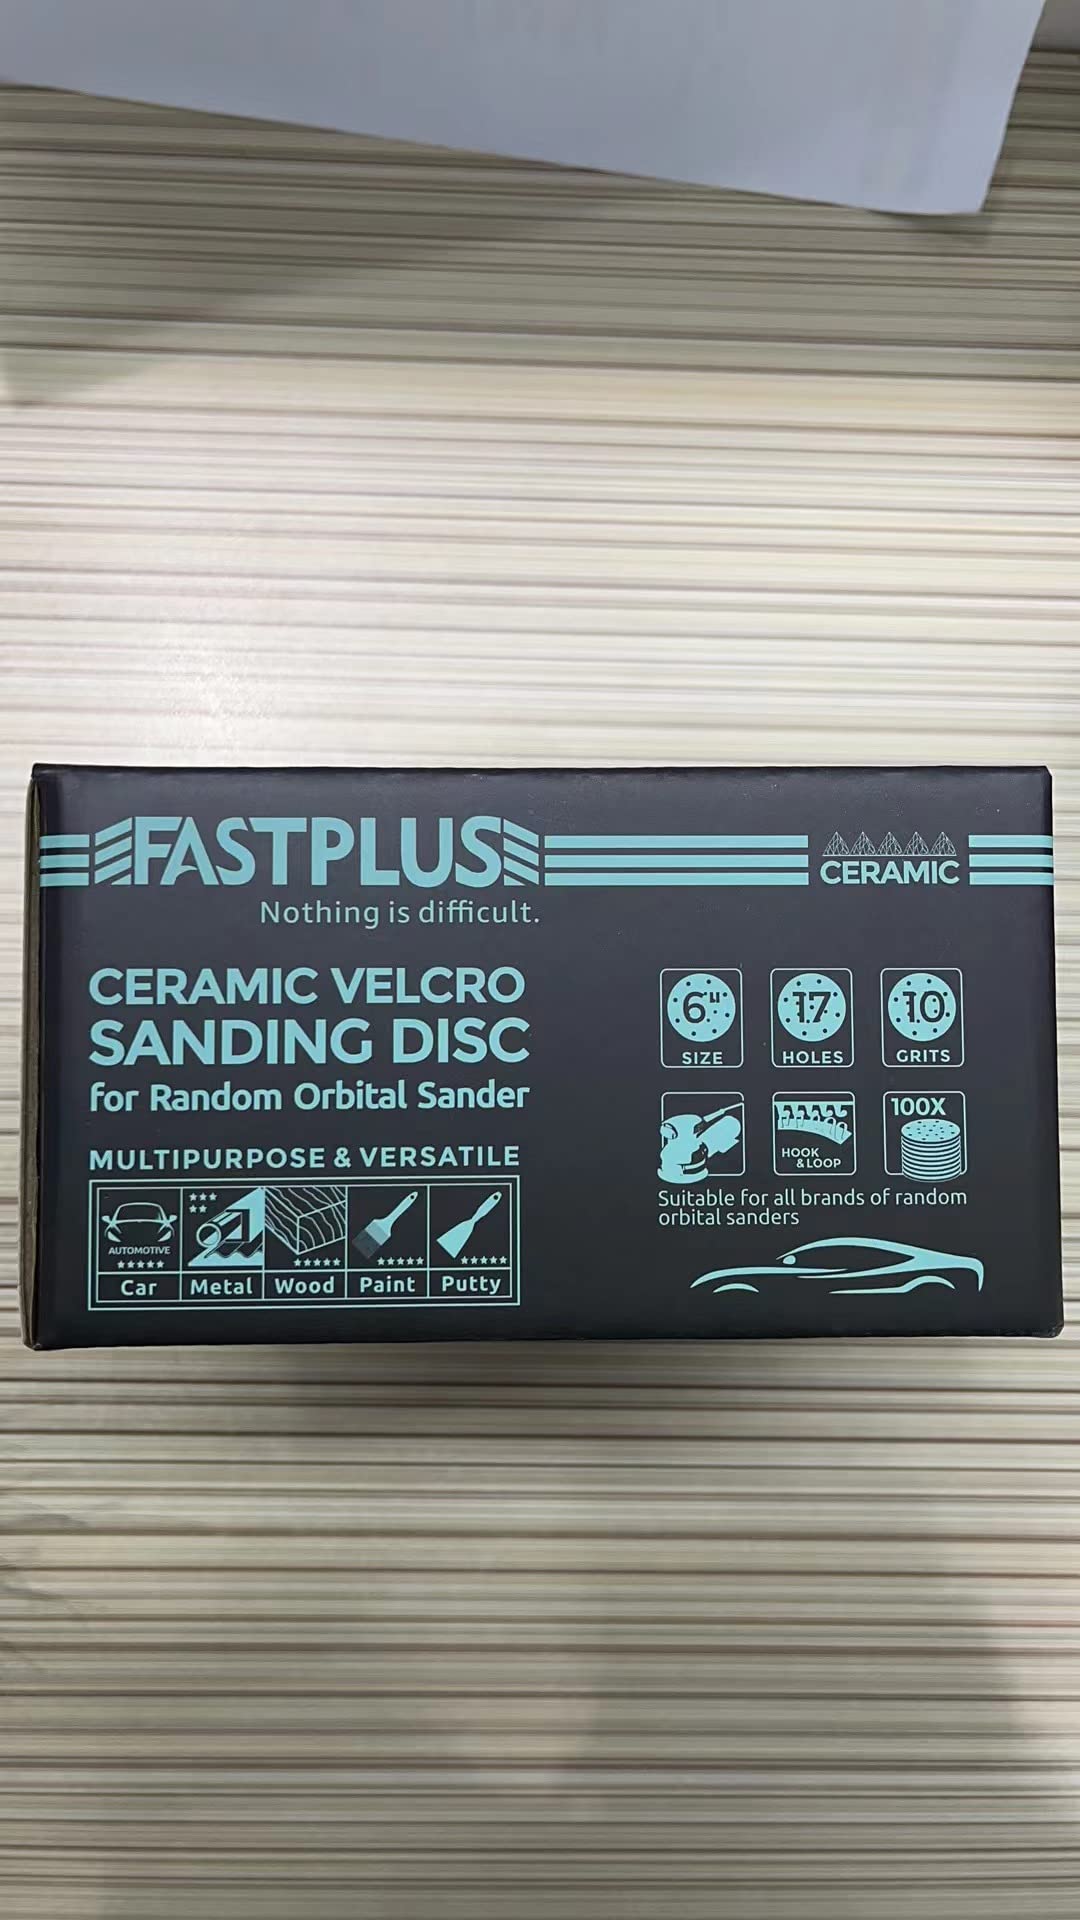 FASTPLUS
Nothing is difficult.
CERAMIC
CERAMIC VELCRO
SANDING DISC
for Random Orbital Sander
MULTIPURPOSE & VERSATILE
AUTOMOTIVE
Car
Metal
Wood
Paint
Putty
6"
SIZE
17
HOLES
10
GRITS
HOOK
& LOOP
100X
Suitable for all brands of random
orbital sanders